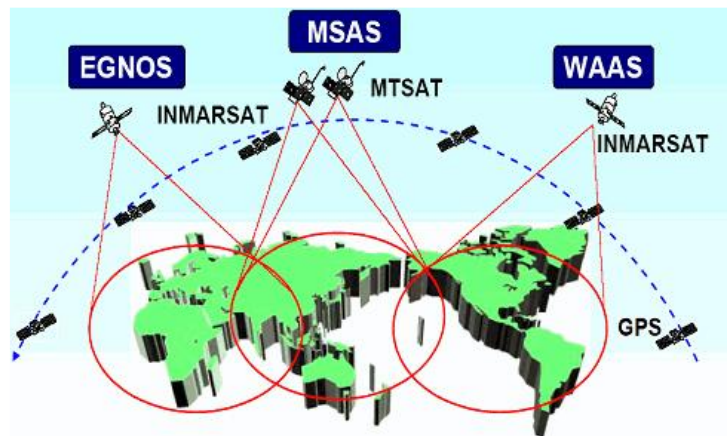 MSAS
EGNOS
WAAS
MTSAT
INMARSAT
INMARSAT
GPS